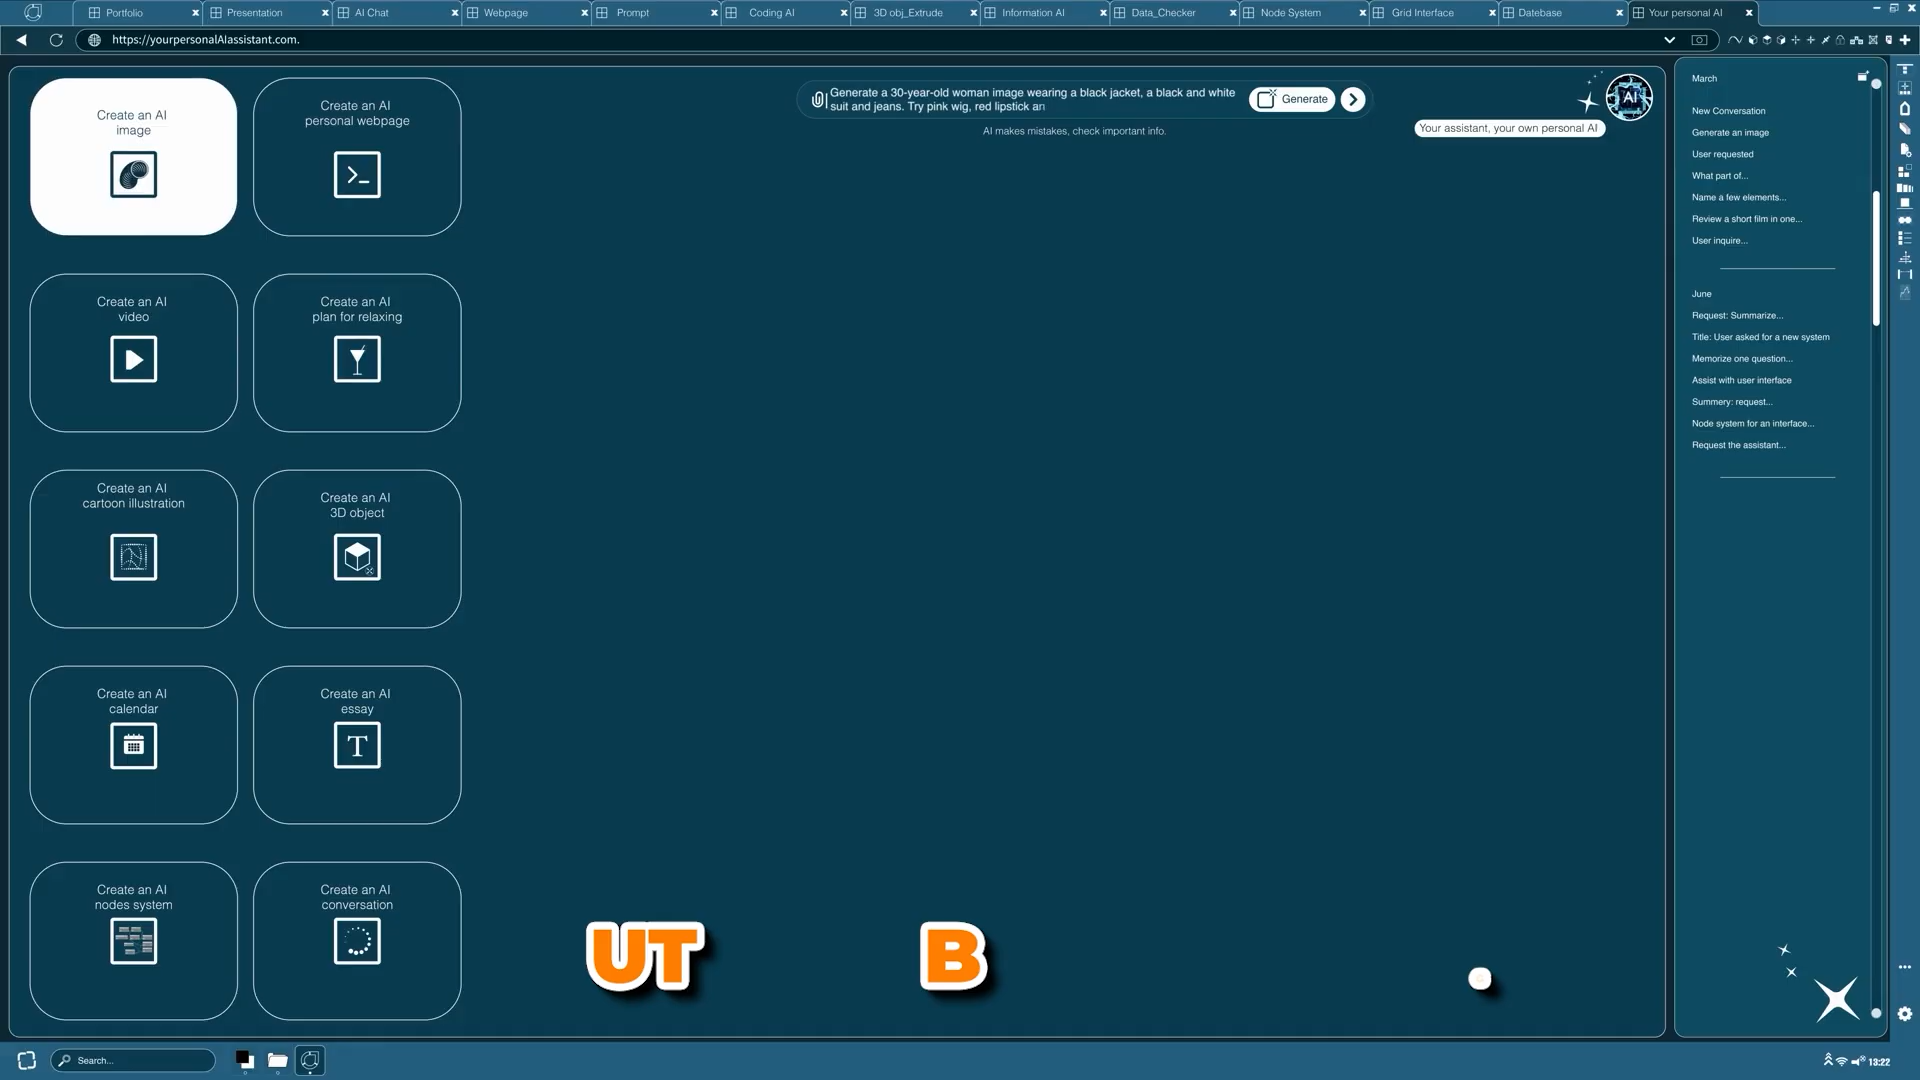 Portfolio
Presentation
AI Chat
Webpage
Prompt
Coding AI
3D obj_Extrude
Information AI
Data_Checker
Node System
Grid Interface
Datebase
Your personal AI
https://yourpersonalAIassistant.com.
Create an AI
image
Create an AI
personal webpage
Create an AI
video
Create an AI
plan for relaxing
Create an AI
cartoon illustration
Create an AI
3D object
Create an AI
calendar
Create an AI
essay
T
Create an AI
nodes system
Create an AI
conversation
Generate a 30-year-old woman image wearing a black jacket, a black and white
suit and jeans. Try pink wig, red lipstick an
Generate
AI makes mistakes, check important info.
AI
Your assistant, your own personal AI
March
New Conversation
Generate an image
User requested
What part of...
Name a few elements...
Review a short film in one...
User inquire...
June
Request: Summarize...
Title: User asked for a new system
Memorize one question...
Assist with user interface
Summery: request...
Node system for an interface...
Request the assistant...
UT B
Search...
13:22